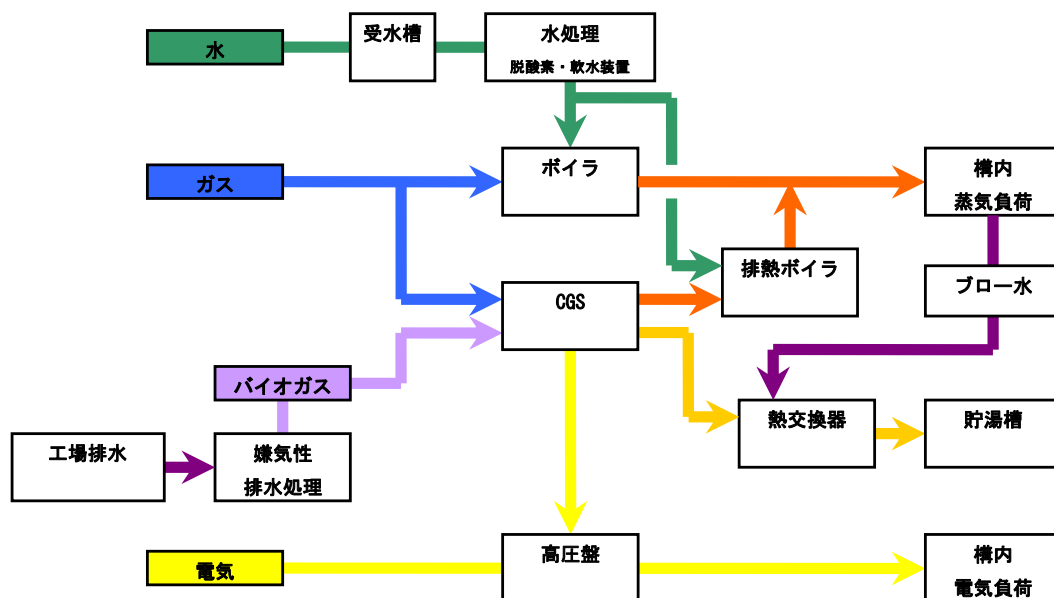 水
受水槽
水処理
脱酸素・軟水装置
ガス
ボイラ
構内
蒸気負荷
排熱ボイラ
ブロー水
CGS
バイオガス
工場排水
嫌気性
排水処理
熱交換器
貯湯槽
電気
高圧盤
構内
電気負荷